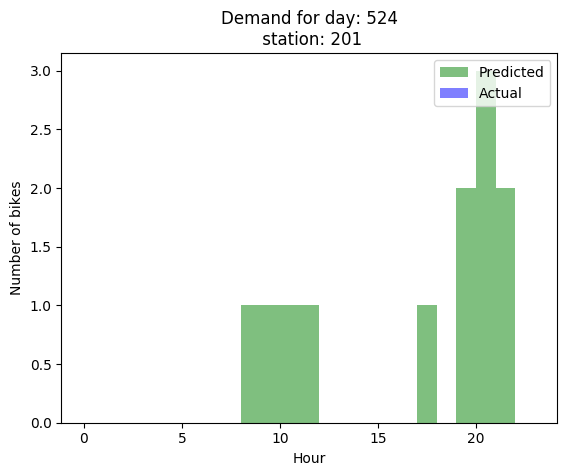 Demand for day: 524
station: 201
Predicted
Actual
3.0
2.5
2.0
1.5
1.0
0.5
0.0
Number of bikes
0 5 10 15 20
Hour